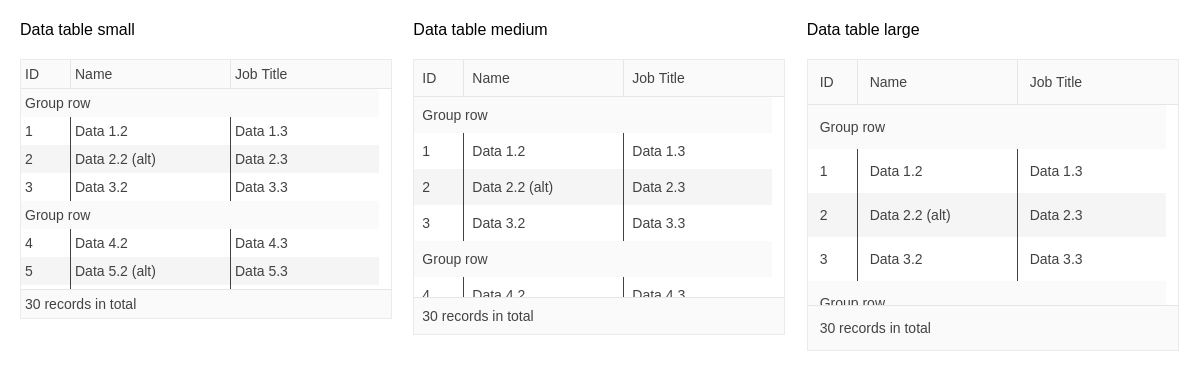 Data table small
ID Name Job Title
Group row
1 Data 1.2 Data 1.3
2 Data 2.2 (alt) Data 2.3
3 Data 3.2 Data 3.3
Group row
4 Data 4.2 Data 4.3
5 Data 5.2 (alt) Data 5.3
30 records in total
Data table medium
ID Name Job Title
Group row
1 Data 1.2 Data 1.3
2 Data 2.2 (alt) Data 2.3
3 Data 3.2 Data 3.3
Group row
4 Data 4.2 Data 4.3
30 records in total
Data table large
ID Name Job Title
Group row
1 Data 1.2 Data 1.3
2 Data 2.2 (alt) Data 2.3
3 Data 3.2 Data 3.3
Group row
30 records in total